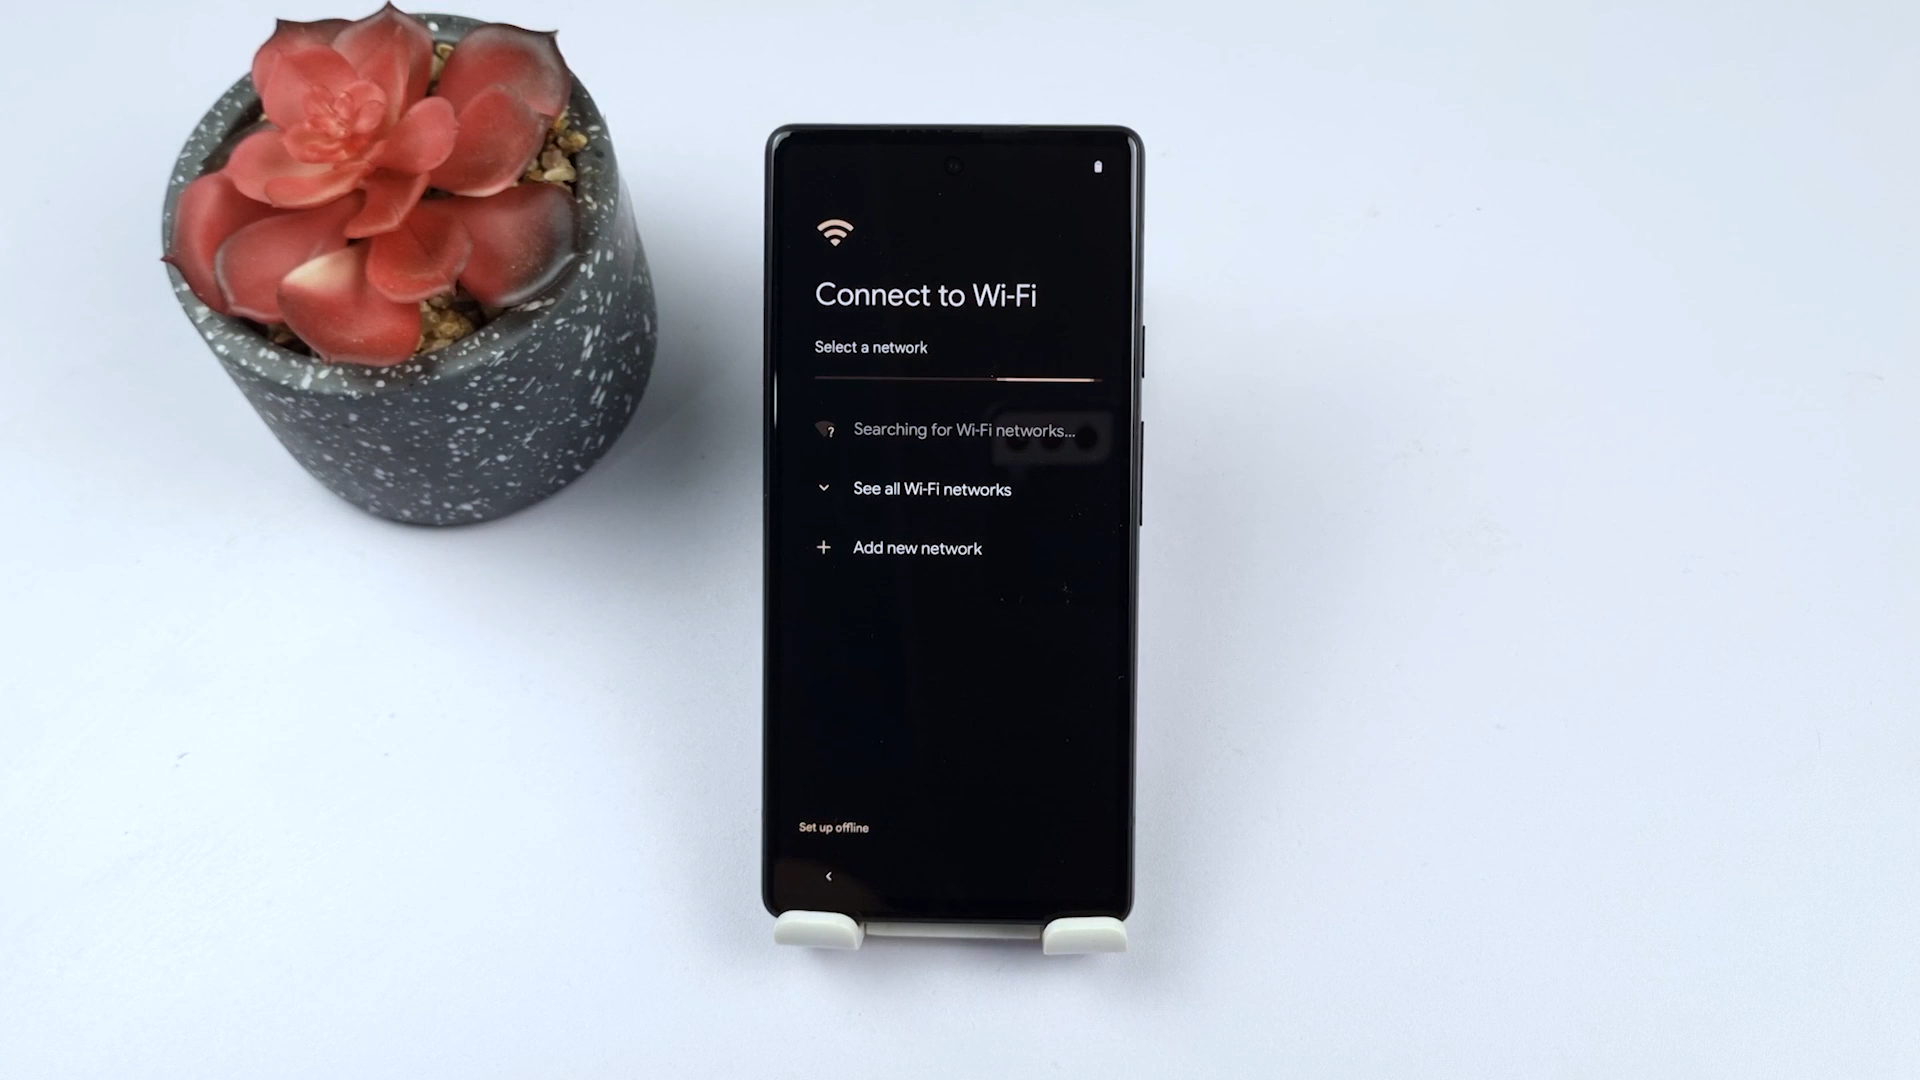 Connect to Wi-Fi
Select a network
Searching for Wi-Fi networks...
See all Wi-Fi networks
Add new network
Set up offline